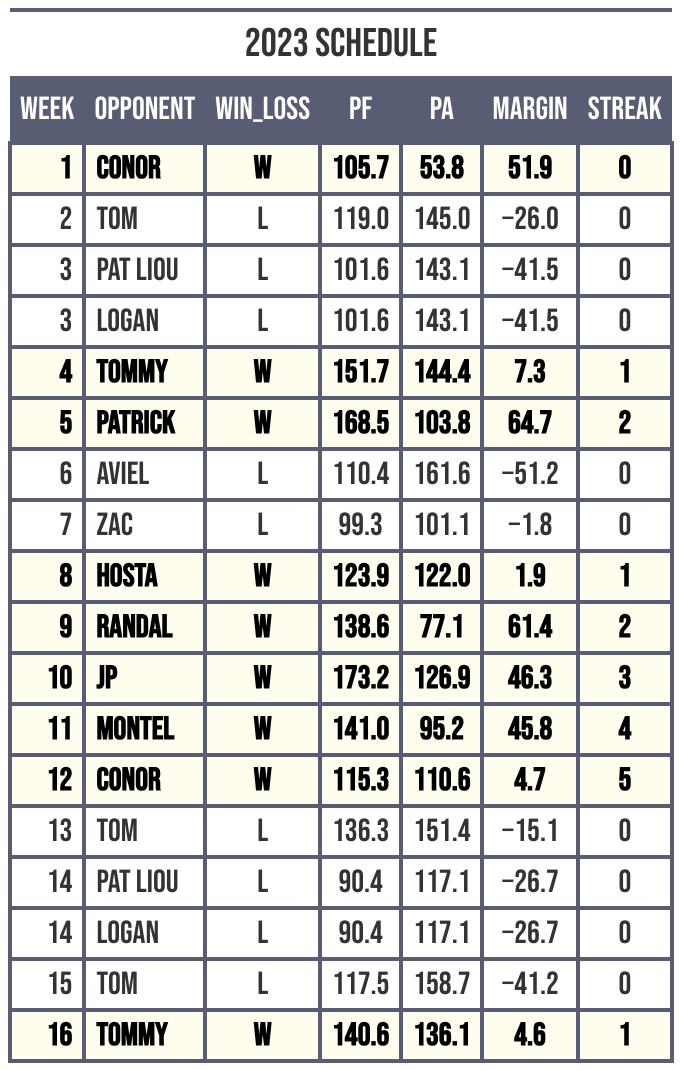 2023 SCHEDULE
WEEK OPPONENT WIN_LOSS PF PA MARGIN STREAK
1 CONOR W 105.7 53.8 51.9 0
2 TOM L 119.0 145.0 −26.0 0
3 PAT LIOU L 101.6 143.1 −41.5 0
3 LOGAN L 101.6 143.1 −41.5 0
4 TOMMY W 151.7 144.4 7.3 1
5 PATRICK W 168.5 103.8 64.7 2
6 AVIEL L 110.4 161.6 −51.2 0
7 ZAC L 99.3 101.1 −1.8 0
8 HOSTA W 123.9 122.0 1.9 1
9 RANDAL W 138.6 77.1 61.4 2
10 JP W 173.2 126.9 46.3 3
11 MONTEL W 141.0 95.2 45.8 4
12 CONOR W 115.3 110.6 4.7 5
13 TOM L 136.3 151.4 −15.1 0
14 PAT LIOU L 90.4 117.1 −26.7 0
14 LOGAN L 90.4 117.1 −26.7 0
15 TOM L 117.5 158.7 −41.2 0
16 TOMMY W 140.6 136.1 4.6 1